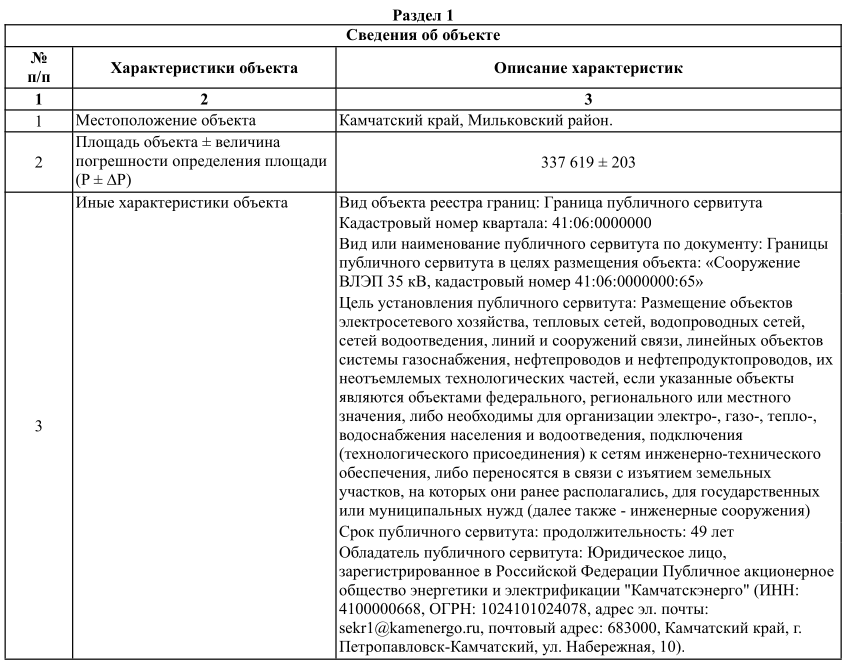 Раздел 1
Сведения об объекте
№
п/п
Характеристики объекта
Описание характеристик
1
2
3
1
Местоположение объекта
Камчатский край, Мильковский район.
2
Площадь объекта ± величина
погрешности определения площади
(Р ± ΔР)
337 619 ± 203
3
Иные характеристики объекта
Вид объекта реестра границ: Граница публичного сервитута
Кадастровый номер квартала: 41:06:0000000
Вид или наименование публичного сервитута по документу: Границы
публичного сервитута в целях размещения объекта: «Сооружение
ВЛЭП 35 кВ, кадастровый номер 41:06:0000000:65»
Цель установления публичного сервитута: Размещение объектов
электросетевого хозяйства, тепловых сетей, водопроводных сетей,
сетей водоотведения, линий и сооружений связи, линейных объектов
системы газоснабжения, нефтепроводов и нефтепродуктопроводов, их
неотъемлемых технологических частей, если указанные объекты
являются объектами федерального, регионального или местного
значения, либо необходимы для организации электро-, газо-, тепло-,
водоснабжения населения и водоотведения, подключения
(технологического присоединения) к сетям инженерно-технического
обеспечения, либо переносятся в связи с изъятием земельных
участков, на которых они ранее располагались, для государственных
или муниципальных нужд (далее также - инженерные сооружения)
Срок публичного сервитута: продолжительность: 49 лет
Обладатель публичного сервитута: Юридическое лицо,
зарегистрированное в Российской Федерации Публичное акционерное
общество энергетики и электрификации "Камчатскэнерго" (ИНН:
4100000668, ОГРН: 1024101024078, адрес эл. почты:
sekr1@kamenergo.ru, почтовый адрес: 683000, Камчатский край, г.
Петропавловск-Камчатский, ул. Набережная, 10).